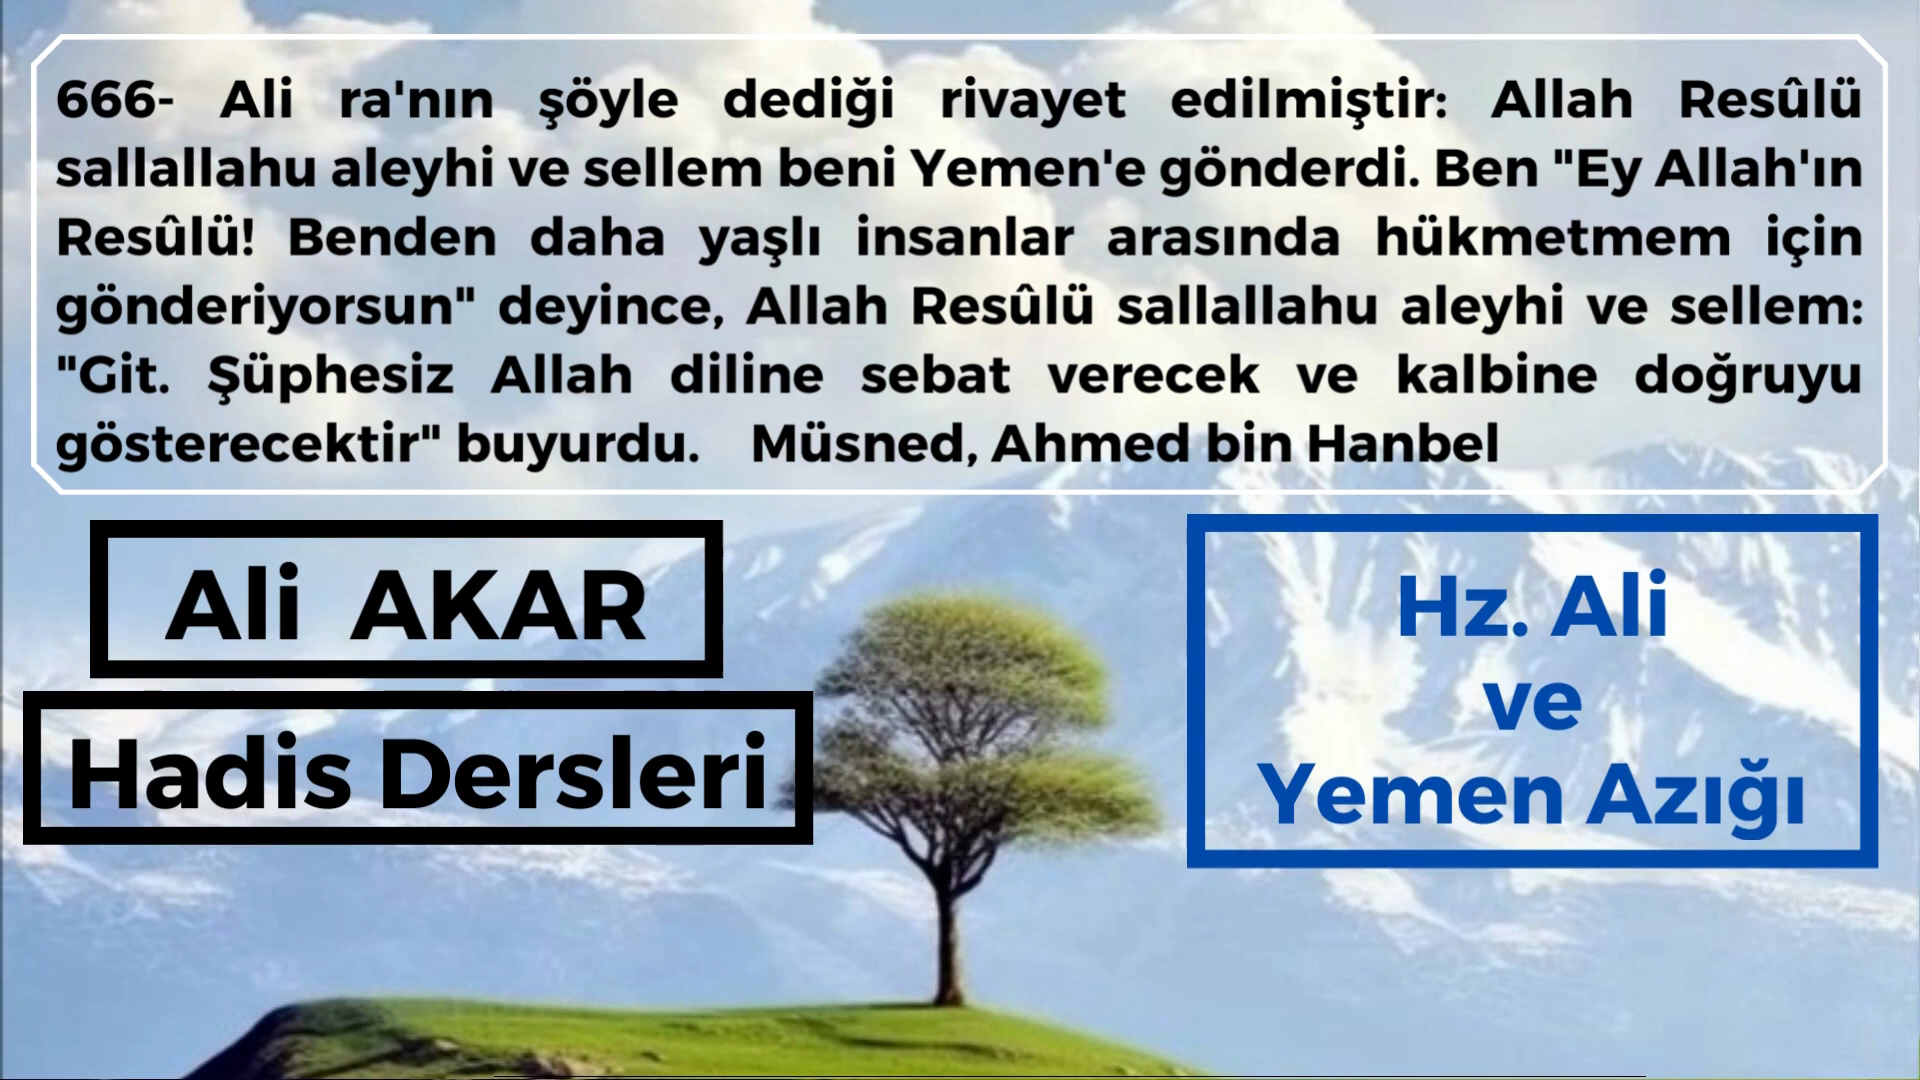 666- Ali ra'nın şöyle dediği rivayet edilmiştir: Allah Resûlü
sallallahu aleyhi ve sellem beni Yemen'e gönderdi. Ben "Ey Allah'ın
Resûlü! Benden daha yaşlı insanlar arasında hükmetmem için
gönderiyorsun" deyince, Allah Resûlü sallallahu aleyhi ve sellem:
"Git. Şüphesiz Allah diline sebat verecek ve kalbine doğruyu
gösterecektir" buyurdu. Müsned, Ahmed bin Hanbel
Ali AKAR
Hadis Dersleri
Hz. Ali
ve
Yemen Azığı